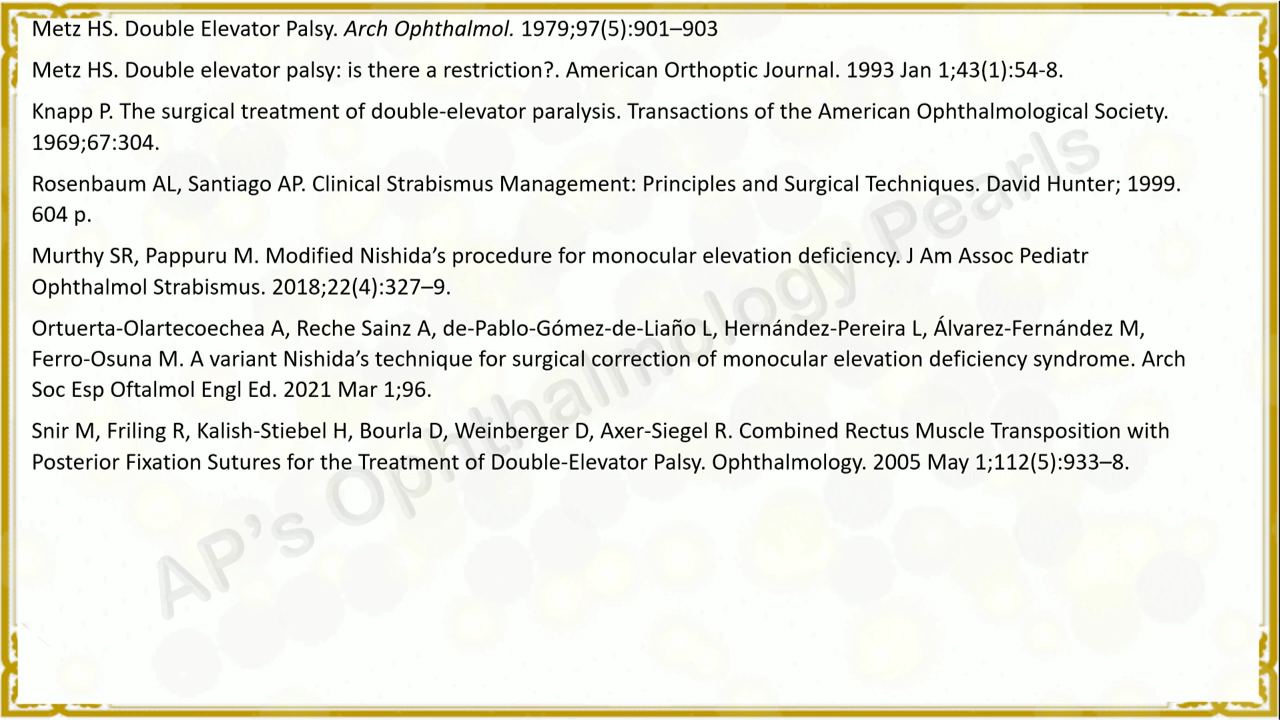 Metz HS. Double Elevator Palsy. Arch Ophthalmol. 1979;97(5):901–903
Metz HS. Double elevator palsy: is there a restriction?. American Orthoptic Journal. 1993 Jan 1;43(1):54-8.
Knapp P. The surgical treatment of double-elevator paralysis. Transactions of the American Ophthalmological Society.
1969;67:304.
Rosenbaum AL, Santiago AP. Clinical Strabismus Management: Principles and Surgical Techniques. David Hunter; 1999.
604 p.
Murthy SR, Pappuru M. Modified Nishida’s procedure for monocular elevation deficiency. J Am Assoc Pediatr
Ophthalmol Strabismus. 2018;22(4):327–9.
Ortuerta-Olartecoechea A, Reche Sainz A, de-Pablo-Gómez-de-Liaño L, Hernández-Pereira L, Álvarez-Fernández M,
Ferro-Osuna M. A variant Nishida’s technique for surgical correction of monocular elevation deficiency syndrome. Arch
Soc Esp Oftalmol Engl Ed. 2021 Mar 1;96.
Snir M, Friling R, Kalish-Stiebel H, Bourla D, Weinberger D, Axer-Siegel R. Combined Rectus Muscle Transposition with
Posterior Fixation Sutures for the Treatment of Double-Elevator Palsy. Ophthalmology. 2005 May 1;112(5):933–8.
AP’s Ophthalmology Pearls